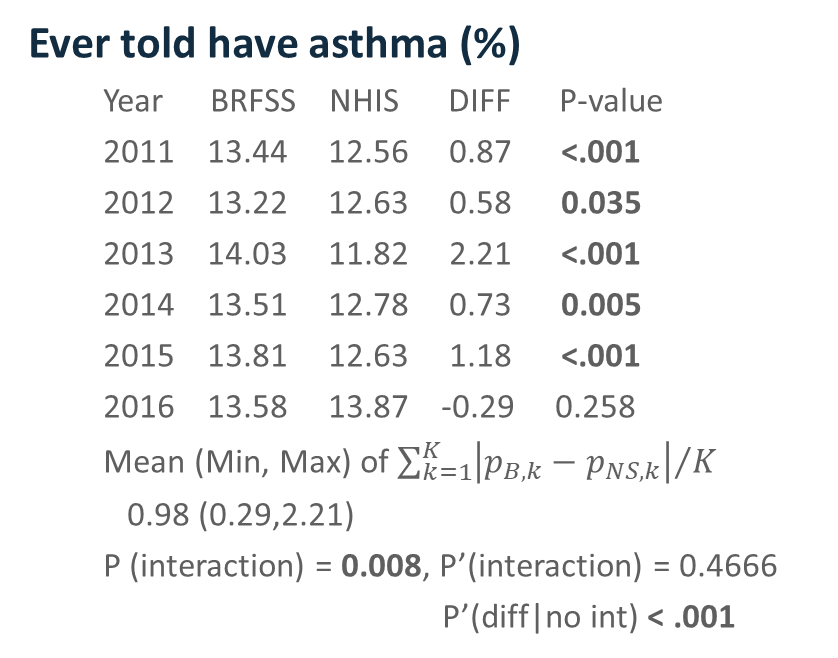 Ever told have asthma (%)
Year BRFSS NHIS DIFF P-value
2011 13.44 12.56 0.87 <.001
2012 13.22 12.63 0.58 0.035
2013 14.03 11.82 2.21 <.001
2014 13.51 12.78 0.73 0.005
2015 13.81 12.63 1.18 <.001
2016 13.58 13.87 -0.29 0.258
Mean (Min, Max) of ∑ᴷₖ₌₁|p_{B,k} − p_{NS,k}|/K
0.98 (0.29,2.21)
P (interaction) = 0.008, P’(interaction) = 0.4666
P’(diff|no int) < .001